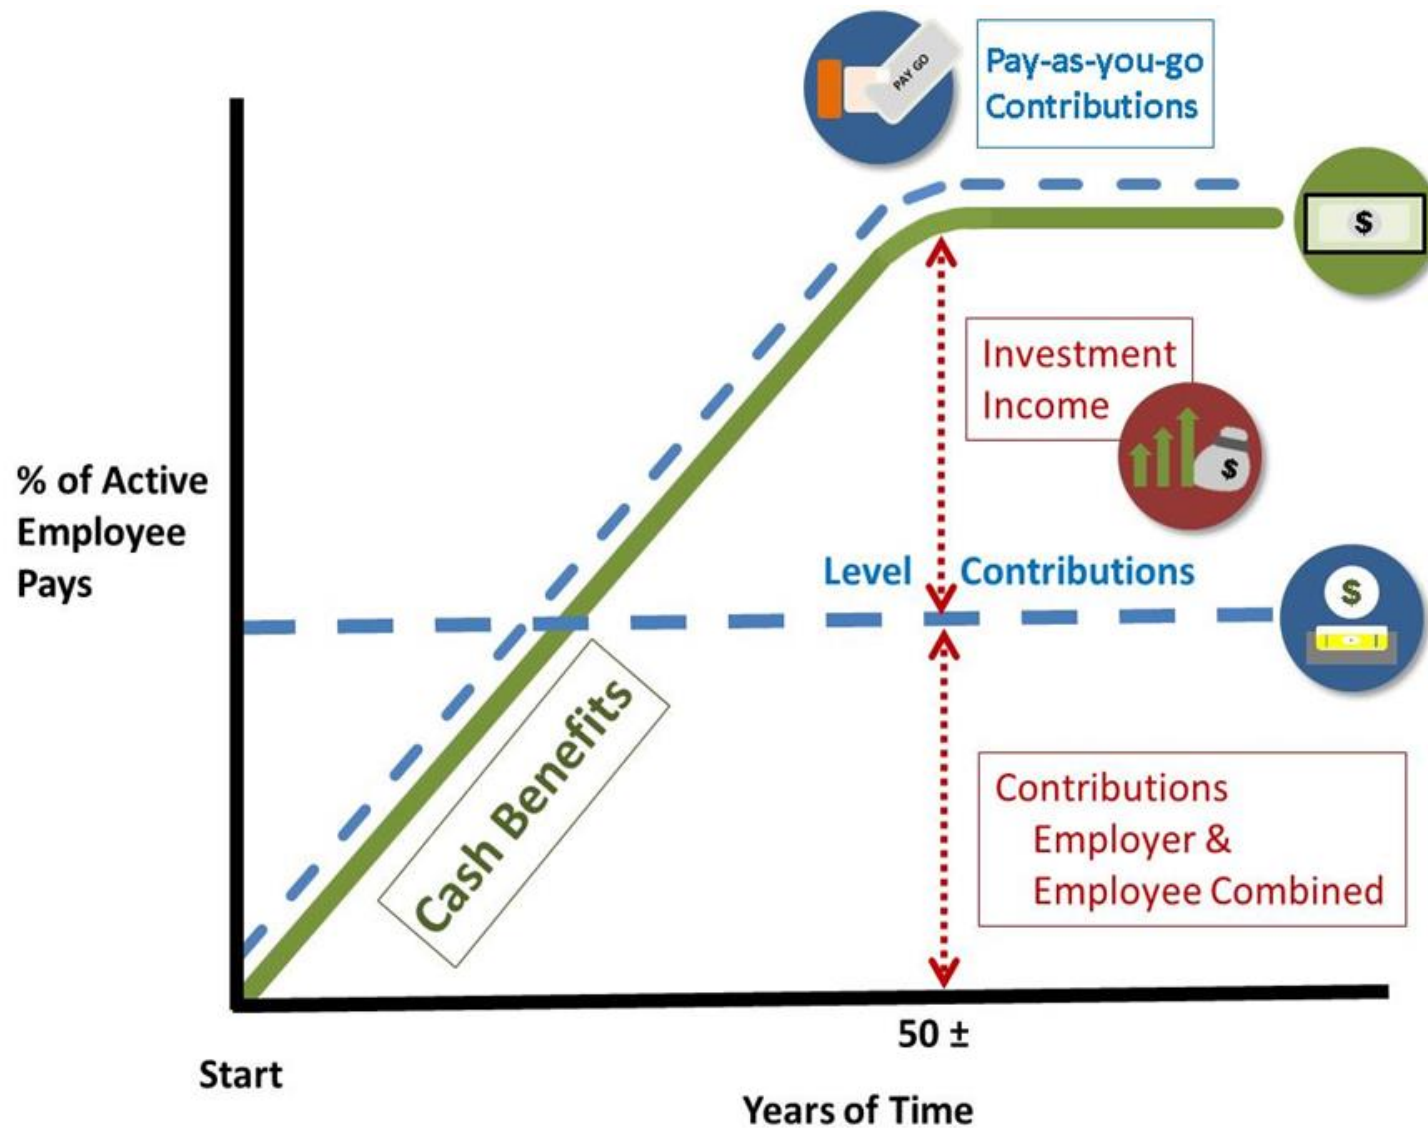 PAY GO
Pay-as-you-go
Contributions
$
Investment
Income
$
% of Active
Employee
Pays
Level Contributions
$
Cash Benefits
Contributions
Employer &
Employee Combined
50 ±
Start
Years of Time